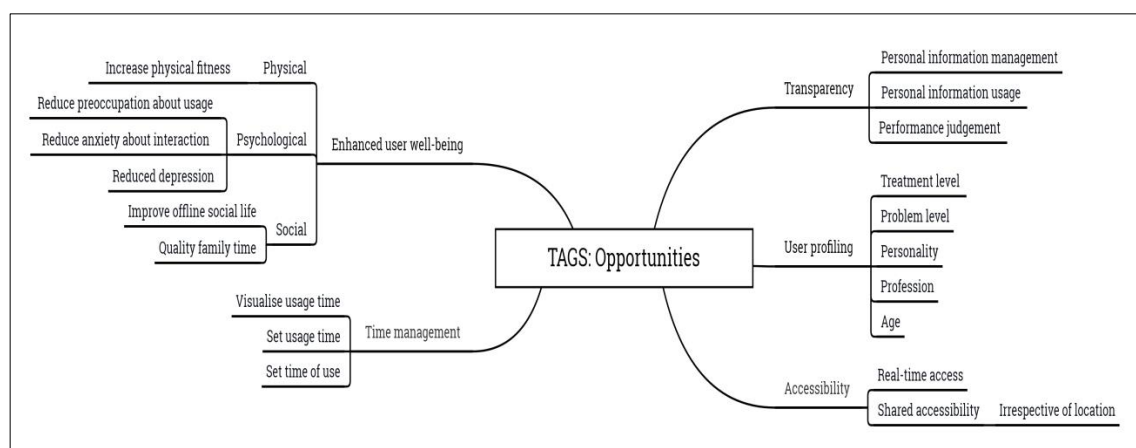 TAGS: Opportunities
Enhanced user well-being
Physical
Increase physical fitness
Psychological
Reduce preoccupation about usage
Reduce anxiety about interaction
Reduced depression
Social
Improve offline social life
Quality family time
Time management
Visualise usage time
Set usage time
Set time of use
Transparency
Personal information management
Personal information usage
Performance judgement
User profiling
Treatment level
Problem level
Personality
Profession
Age
Accessibility
Real-time access
Shared accessibility
Irrespective of location